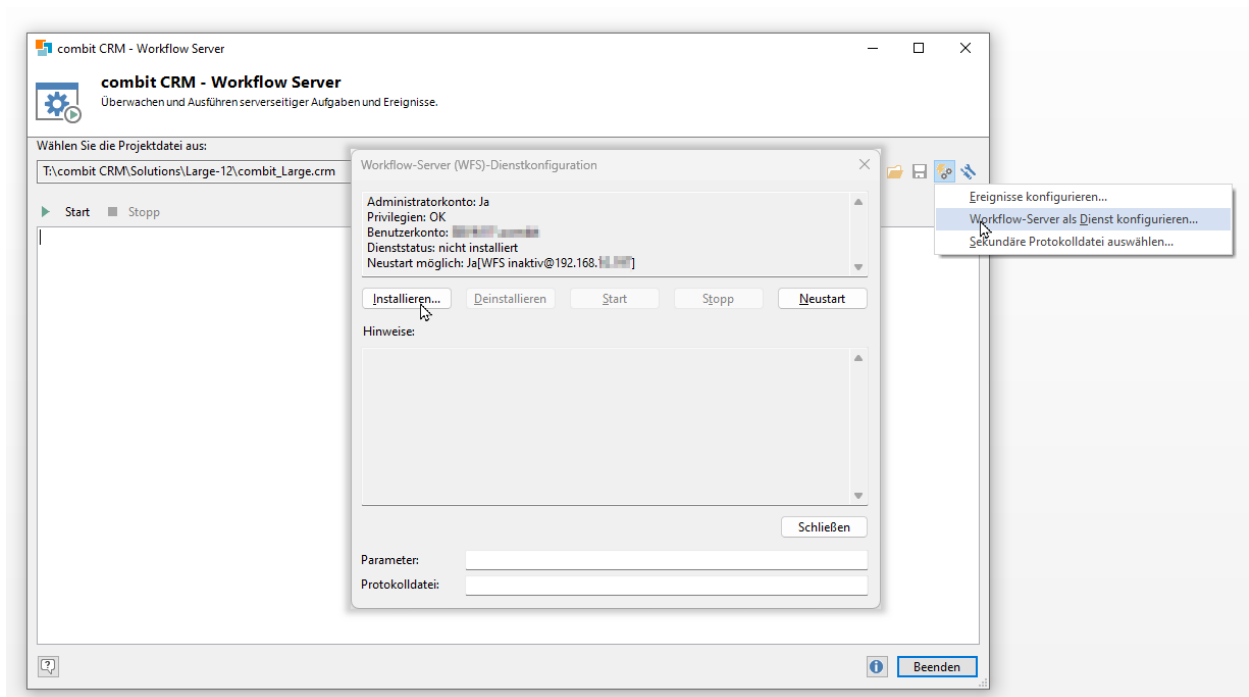 combit CRM - Workflow Server
combit CRM - Workflow Server
Überwachen und Ausführen serverseitiger Aufgaben und Ereignisse.
Wählen Sie die Projektdatei aus:
T:\combit CRM\Solutions\Large-12\combit_Large.crm
Start
Stopp
Ereignisse konfigurieren...
Workflow-Server als Dienst konfigurieren...
Sekundäre Protokolldatei auswählen...
Workflow-Server (WFS)-Dienstkonfiguration
Administratorkonto: Ja
Privilegien: OK
Benutzerkonto:
Dienststatus: nicht installiert
Neustart möglich: Ja[WFS inaktiv@192.168. ]
Installieren...
Deinstallieren
Start
Stopp
Neustart
Hinweise:
Schließen
Parameter:
Protokolldatei:
Beenden